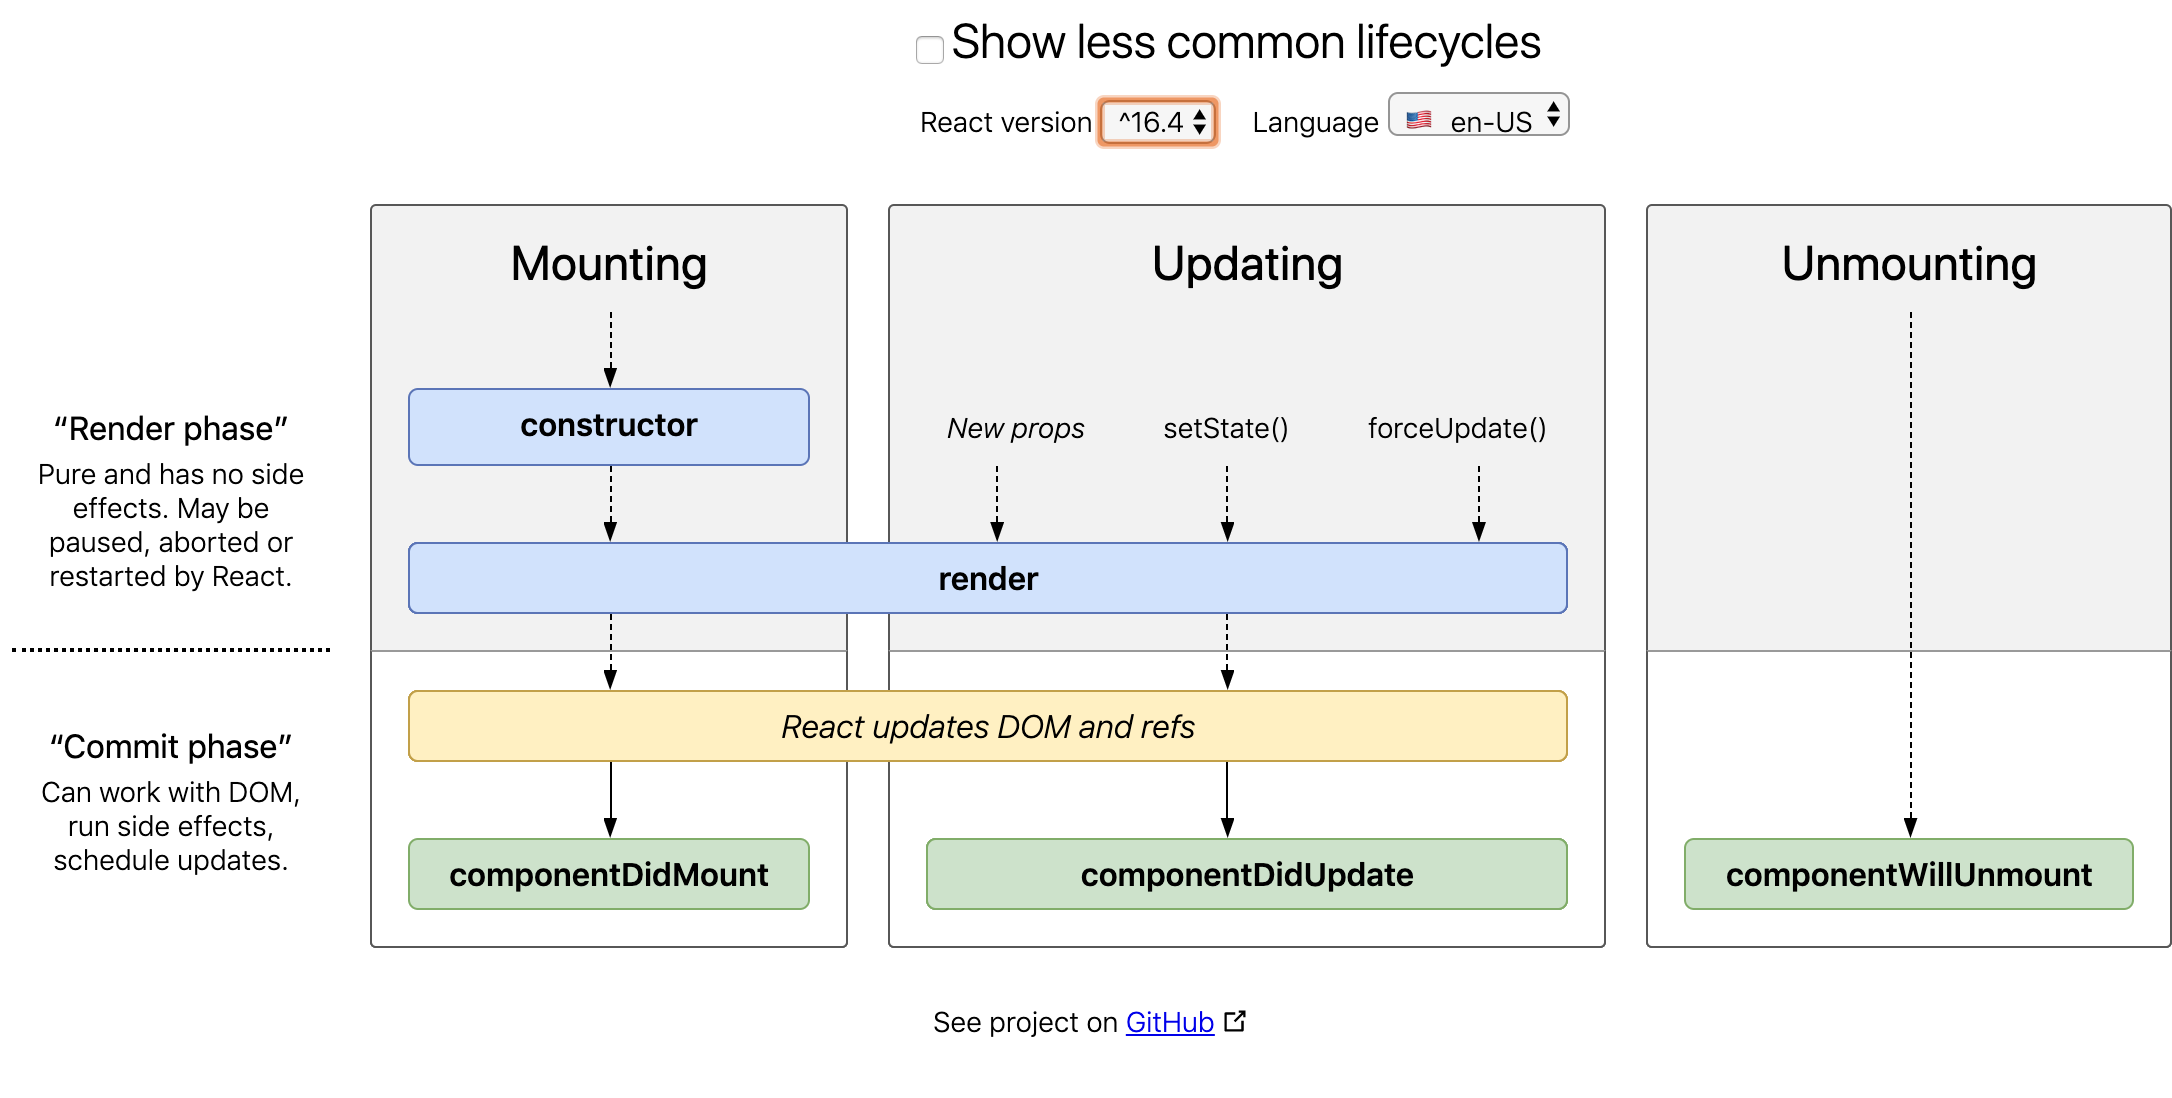 Show less common lifecycles
React version ^16.4 Language 🇺🇸 en-US
Mounting
Updating
Unmounting
“Render phase”
Pure and has no side
effects. May be
paused, aborted or
restarted by React.
constructor
New props
setState()
forceUpdate()
render
“Commit phase”
Can work with DOM,
run side effects,
schedule updates.
React updates DOM and refs
componentDidMount
componentDidUpdate
componentWillUnmount
See project on GitHub